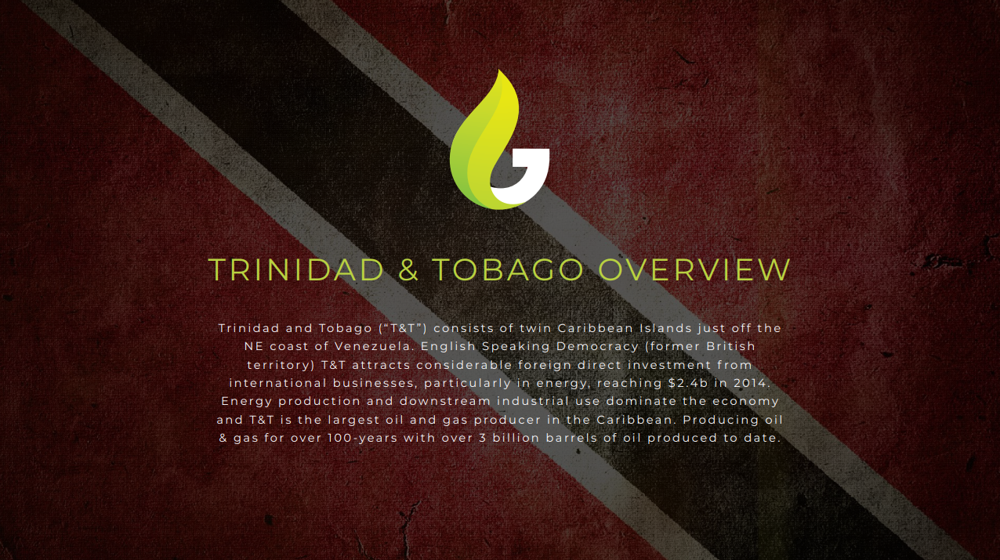 TRINIDAD & TOBAGO OVERVIEW
Trinidad and Tobago (“T&T”) consists of twin Caribbean Islands just off the
NE coast of Venezuela. English Speaking Democracy (former British
territory) T&T attracts considerable foreign direct investment from
international businesses, particularly in energy, reaching $2.4b in 2014.
Energy production and downstream industrial use dominate the economy
and T&T is the largest oil and gas producer in the Caribbean. Producing oil
& gas for over 100-years with over 3 billion barrels of oil produced to date.